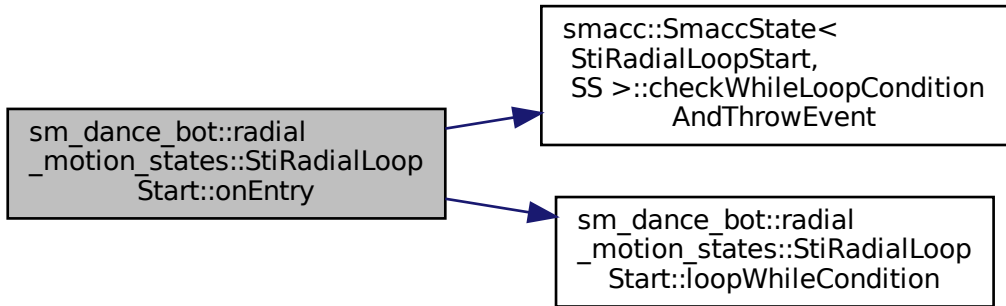 sm_dance_bot::radial
_motion_states::StiRadialLoop
Start::onEntry
smacc::SmaccState<
StiRadialLoopStart,
SS >::checkWhileLoopCondition
AndThrowEvent
sm_dance_bot::radial
_motion_states::StiRadialLoop
Start::loopWhileCondition